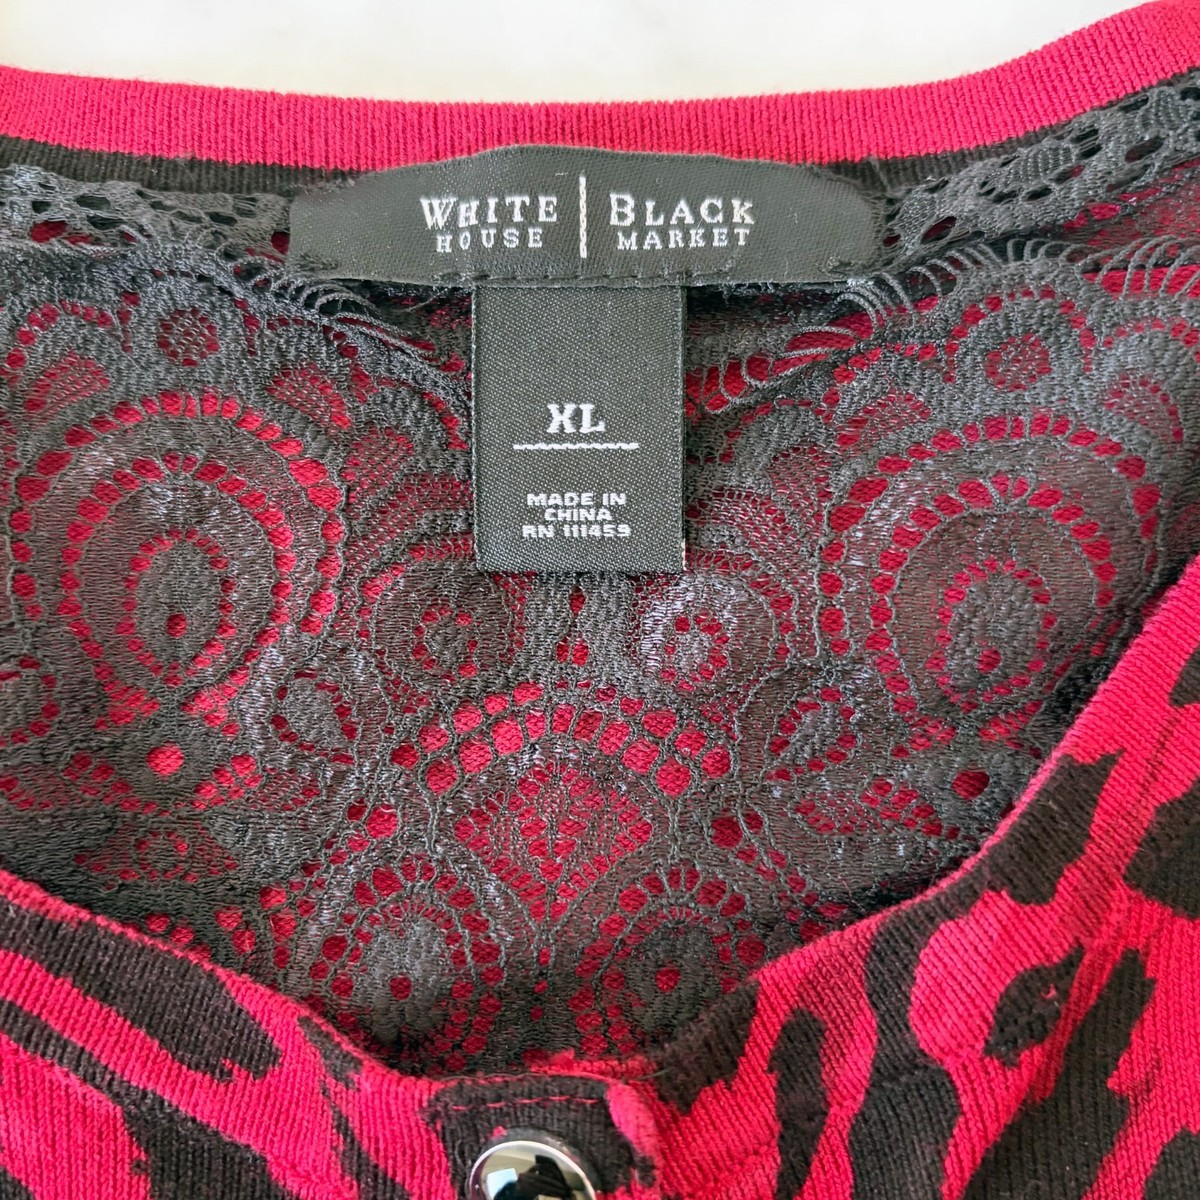 WHITE HOUSE | BLACK MARKET
XL
MADE IN
CHINA
RN 111459